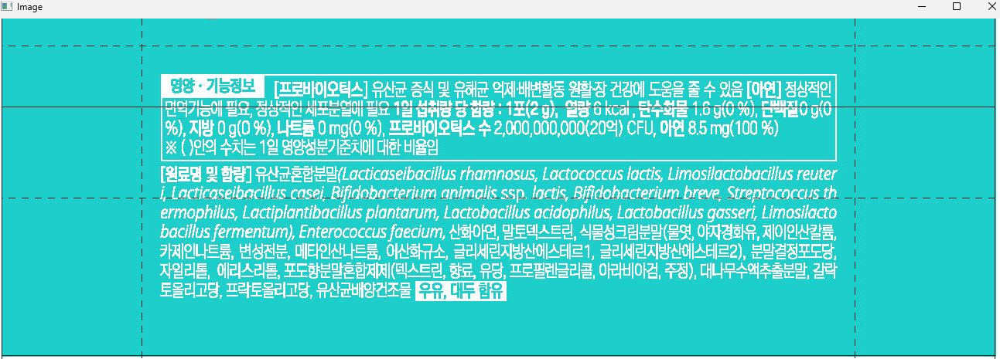 Image
영양 · 기능정보 [프로바이오틱스] 유산균 증식 및 유해균 억제·배변활동 원활·장 건강에 도움을 줄 수 있음 [아연] 정상적인
면역기능에 필요, 정상적인 세포분열에 필요 1일 섭취량 당 함량 : 1포(2 g), 열량 6 kcal , 탄수화물 1.6 g(0 %), 단백질0 g(0
%), 지방 0 g(0 %), 나트륨 0 mg(0 %), 프로바이오틱스 수 2,000,000,000(20억) CFU, 아연 8.5 mg(100 %)
※ ( )안의 수치는 1일 영양성분기준치에 대한 비율임
[원료명 및 함량] 유산균혼합분말(Lacticaseibacillus rhamnosus, Lactococcus lactis, Limosilactobacillus reuter
i, Lacticaseibacillus casei, Bifidobacterium animalis ssp. lactis, Bifidobacterium breve, Streptococcus th
ermophilus, Lactiplantibacillus plantarum, Lactobacillus acidophilus, Lactobacillus gasseri, Limosilacto
bacillus fermentum), Enterococcus faecium, 산화아연, 말토덱스트린, 식물성크림분말(물엿, 야자경화유, 제이인산칼륨,
카제인나트륨, 변성전분, 메타인산나트륨, 이산화규소, 글리세린지방산에스테르1, 글리세린지방산에스테르2), 분말결정포도당,
자일리톨, 에리스리톨, 포도향분말혼합제제(덱스트린, 향료, 유당, 프로필렌글리콜, 아라비아검, 주정), 대나무수액추출분말, 갈락
토올리고당, 프락토올리고당, 유산균배양건조물 우유, 대두 함유